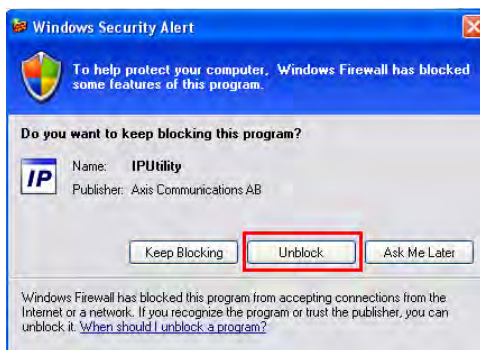 Windows Security Alert
To help protect your computer, Windows Firewall has blocked
some features of this program.
Do you want to keep blocking this program?
IP
Name: IPUtility
Publisher: Axis Communications AB
Keep Blocking Unblock Ask Me Later
Windows Firewall has blocked this program from accepting connections from the
Internet or a network. If you recognize the program or trust the publisher, you can
unblock it. When should I unblock a program?